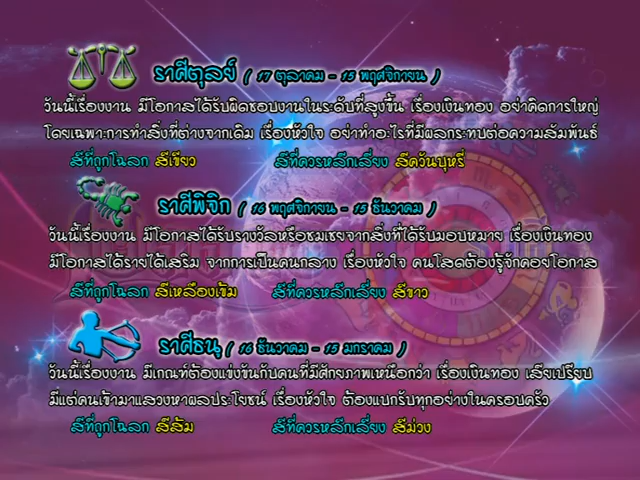 ราศีตุลย์ ( 17 ตุลาคม - 15 พฤศจิกายน )
วันนี้เรื่องงาน มีโอกาสได้รับผิดชอบงานในระดับที่สูงขึ้น เรื่องเงินทอง อย่าคิดการใหญ่
โดยเฉพาะการทำสิ่งที่ต่างจากเดิม เรื่องหัวใจ อย่าทำอะไรที่มีผลกระทบต่อความสัมพันธ์
สีที่ถูกโฉลก สีเขียว สีที่ควรหลีกเลี่ยง สีควันบุหรี่
ราศีพิจิก ( 16 พฤศจิกายน - 15 ธันวาคม )
วันนี้เรื่องงาน มีโอกาสได้รับรางวัลหรือชมเชยจากสิ่งที่ได้รับมอบหมาย เรื่องเงินทอง
มีโอกาสได้รายได้เสริม จากการเป็นคนกลาง เรื่องหัวใจ คนโสดต้องรู้จักคอยโอกาส
สีที่ถูกโฉลก สีเหลืองเข้ม สีที่ควรหลีกเลี่ยง สีขาว
ราศีธนู ( 16 ธันวาคม - 15 มกราคม )
วันนี้เรื่องงาน มีเกณฑ์ต้องแข่งขันกับคนที่มีศักยภาพเหนือกว่า เรื่องเงินทอง เสียเปรียบ
มีแต่คนเข้ามาแสวงหาผลประโยชน์ เรื่องหัวใจ ต้องแบกรับทุกอย่างในครอบครัว
สีที่ถูกโฉลก สีส้ม สีที่ควรหลีกเลี่ยง สีม่วง